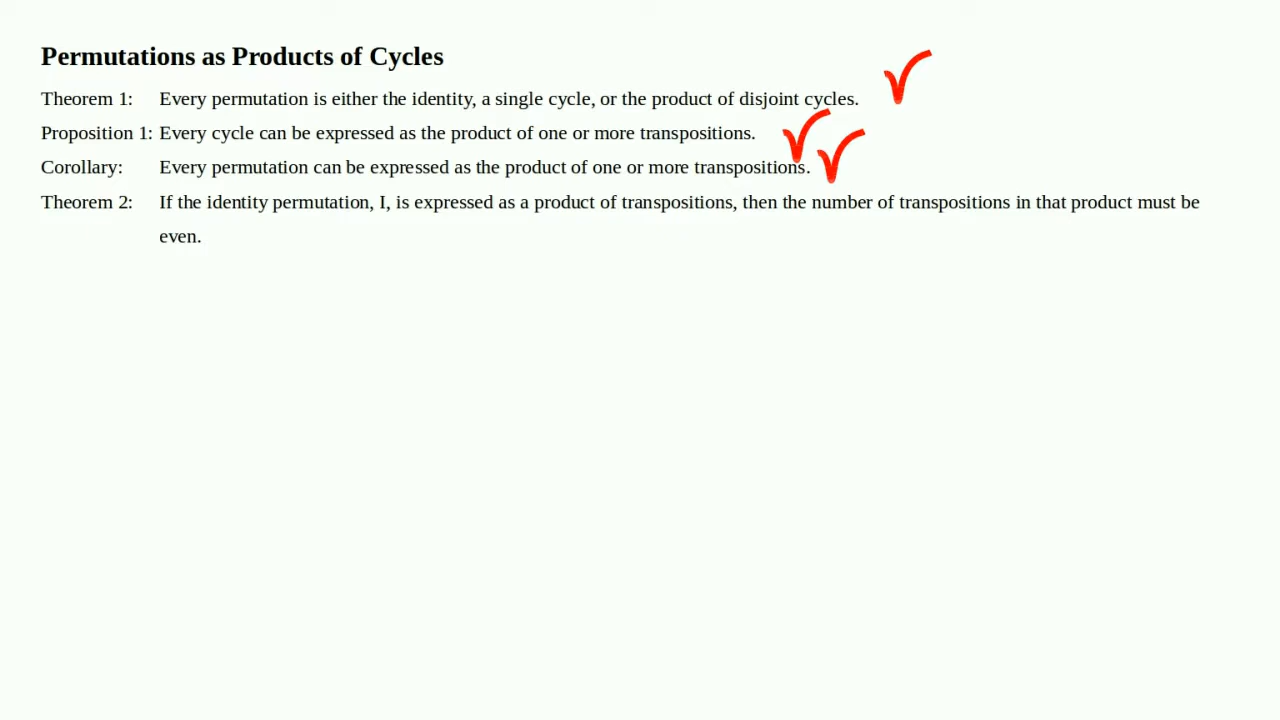 Permutations as Products of Cycles
Theorem 1: Every permutation is either the identity, a single cycle, or the product of disjoint cycles.
Proposition 1: Every cycle can be expressed as the product of one or more transpositions.
Corollary: Every permutation can be expressed as the product of one or more transpositions.
Theorem 2: If the identity permutation, I, is expressed as a product of transpositions, then the number of transpositions in that product must be
even.